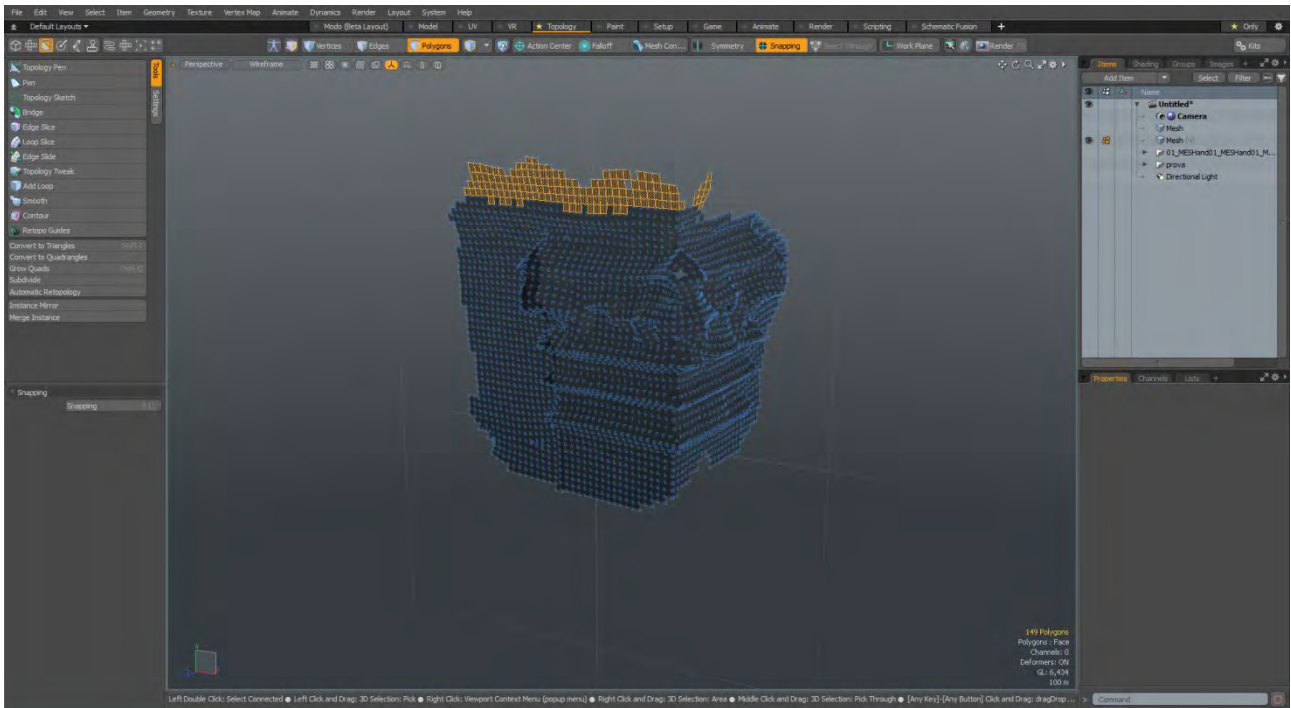 File Edit View Select Item Geometry Texture Vertex Map Animate Dynamics Render Layout System Help
Default Layouts
Modo (Beta Layout) Model UV VR Topology Paint Setup Game Animate Render Scripting Schematic Fusion + Only
Vertices Edges Polygons Action Center Falloff Mesh Con... Symmetry Snapping Select Through Work Plane Render Kits
Topology Pen
Pen
Topology Sketch
Bridge
Edge Slice
Loop Slice
Edge Slide
Topology Tweak
Add Loop
Smooth
Contour
Retopo Guides
Convert to Triangles
Convert to Quadrangles
Grow Quads
Subdivide
Automatic Retopology
Instance Mirror
Merge Instance
Tools
Settings
Snapping
Snapping
Perspective Wireframe
149 Polygons
Polygons : Face
Channels: 0
Deformers: ON
GL: 6,434
100 m
Items Shading Groups Images +
Add Item Select Filter
Name
Untitled*
Camera
Mesh
Mesh
01_MESHand01_MESHand01_M...
prova
Directional Light
Properties Channels Lists +
Left Double Click: Select Connected ● Left Click and Drag: 3D Selection: Pick ● Right Click: Viewport Context Menu (popup menu) ● Right Click and Drag: 3D Selection: Area ● Middle Click and Drag: 3D Selection: Pick Through ● [Any Key]-[Any Button] Click and Drag: dragDrop ...
> Command